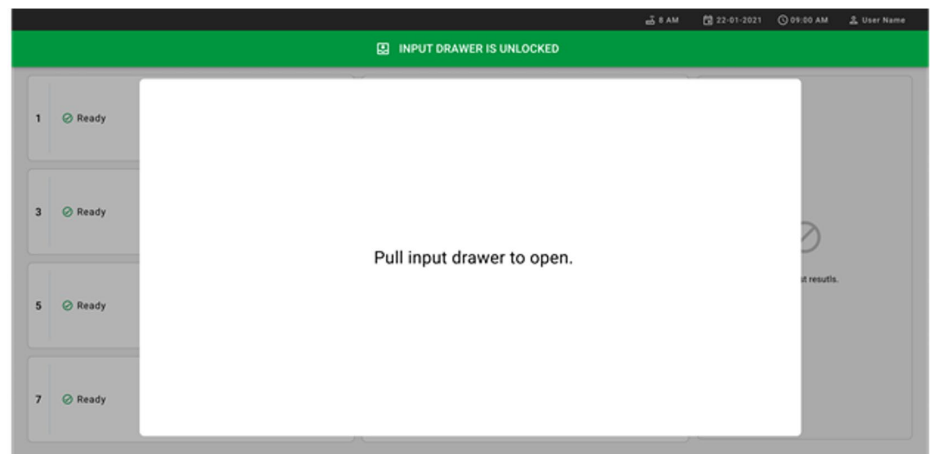 8 AM 22-01-2021 09:00 AM User Name
INPUT DRAWER IS UNLOCKED
1 Ready
3 Ready
Pull input drawer to open.
resutls.
5 Ready
7 Ready